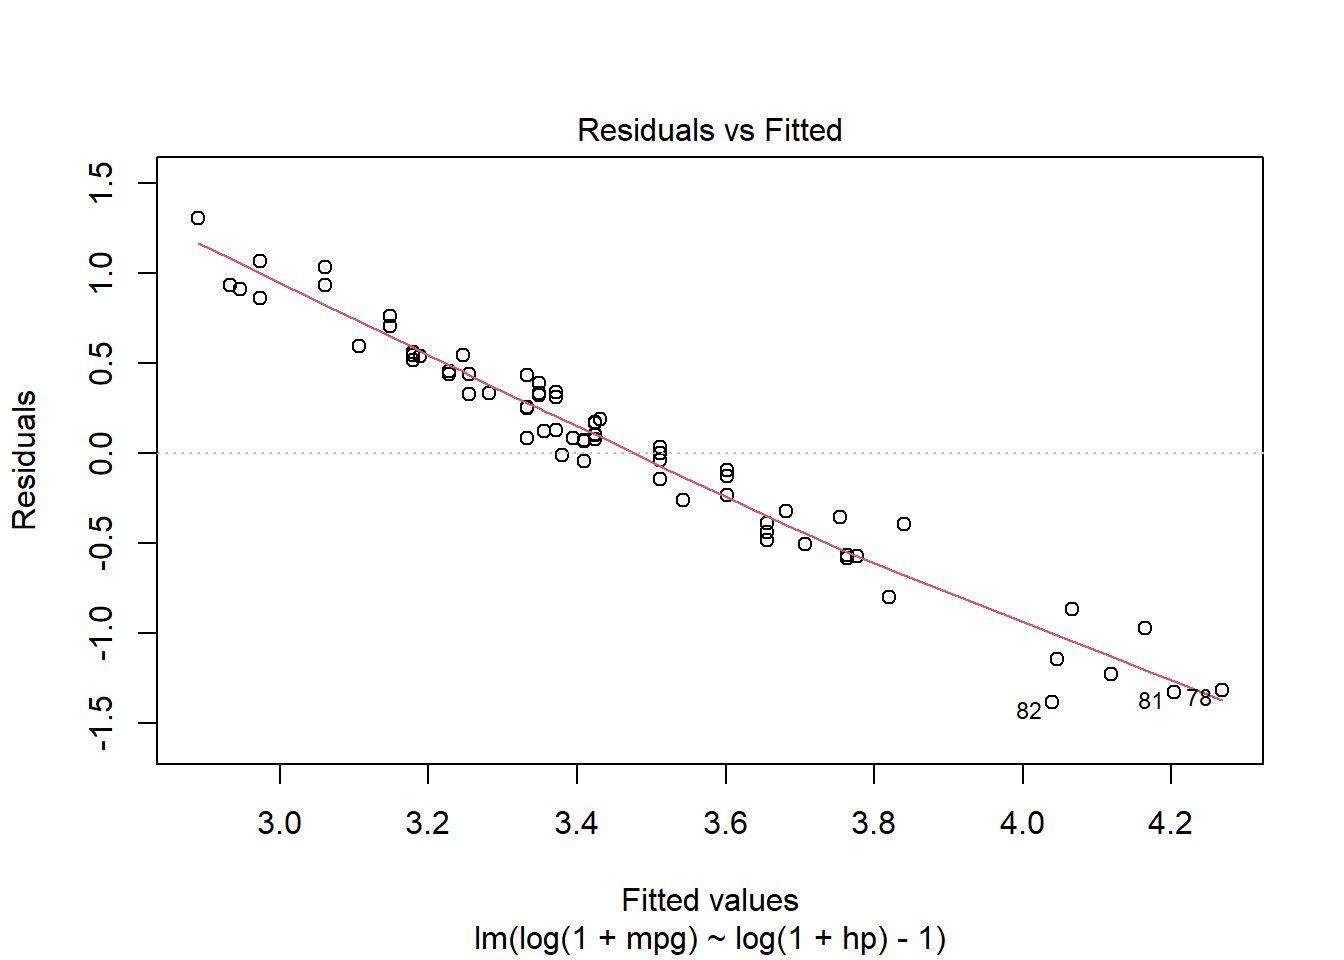 Residuals vs Fitted
Residuals
1.5
1.0
0.5
0.0
-0.5
-1.0
-1.5
82
81
78
3.0 3.2 3.4 3.6 3.8 4.0 4.2
Fitted values
lm(log(1 + mpg) ~ log(1 + hp) - 1)